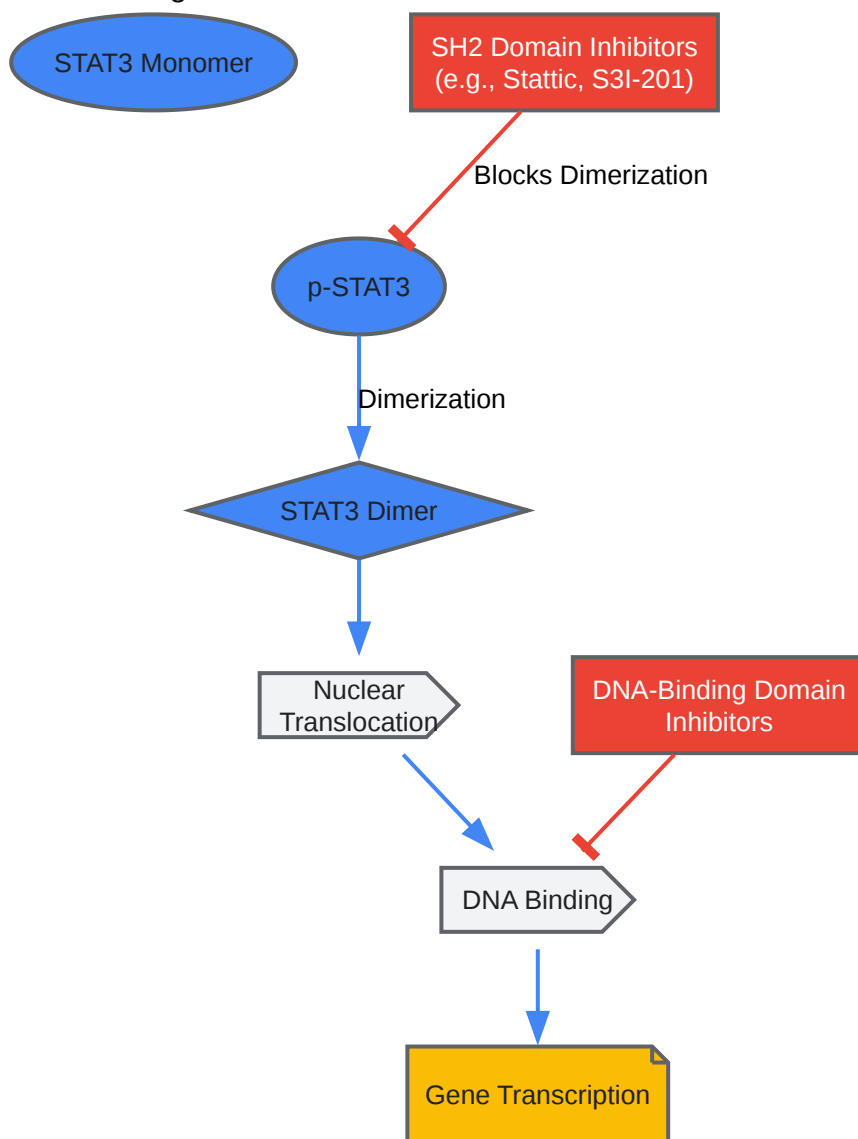 STAT3 Monomer
SH2 Domain Inhibitors
(e.g., Stattic, S3I-201)
Blocks Dimerization
p-STAT3
Dimerization
STAT3 Dimer
Nuclear
Translocation
DNA-Binding Domain
Inhibitors
DNA Binding
Gene Transcription